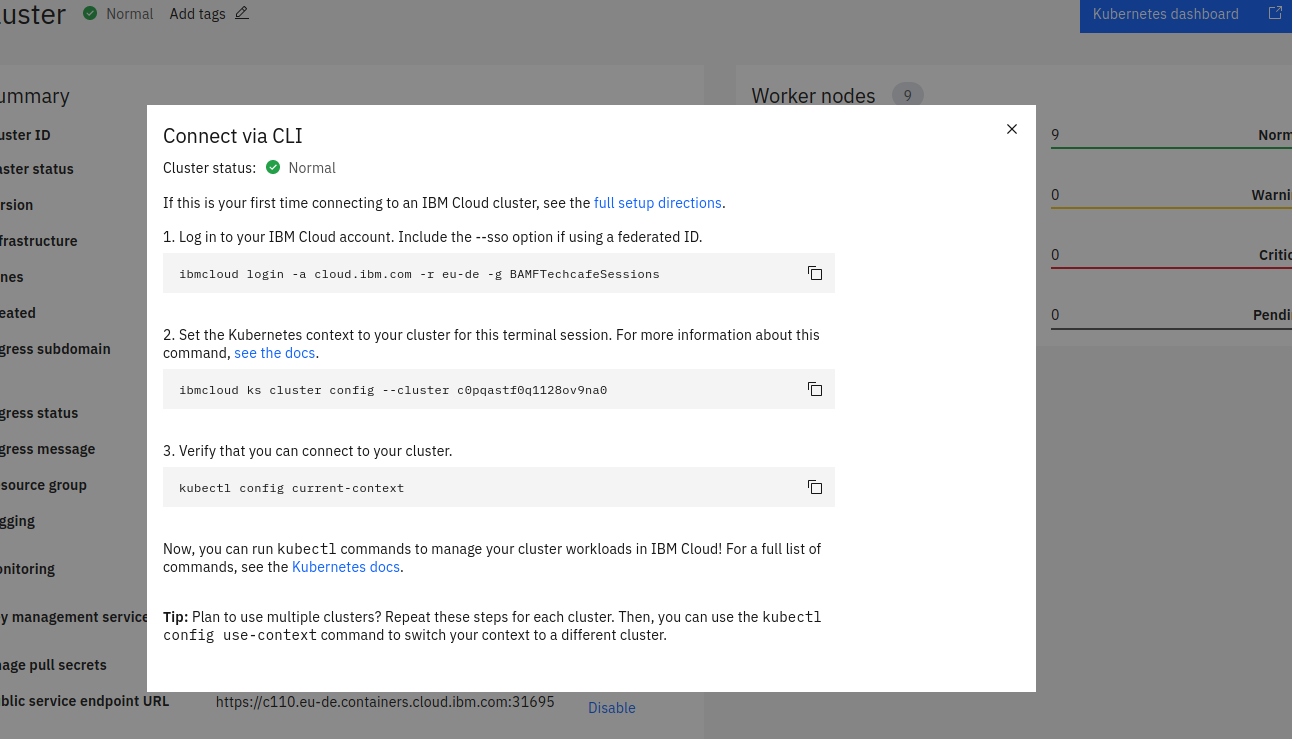 uster Normal Add tags
Kubernetes dashboard
ummary
Worker nodes 9
uster ID
aster status
rsion
frastructure
nes
eated
gress subdomain
gress status
gress message
source group
gging
onitoring
y management service
nage pull secrets
blic service endpoint URL https://c110.eu-de.containers.cloud.ibm.com:31695 Disable
9 Norm
0 Warni
0 Critic
0 Pendi
Connect via CLI
Cluster status: Normal
If this is your first time connecting to an IBM Cloud cluster, see the full setup directions.
1. Log in to your IBM Cloud account. Include the --sso option if using a federated ID.
ibmcloud login -a cloud.ibm.com -r eu-de -g BAMFTechcafeSessions
2. Set the Kubernetes context to your cluster for this terminal session. For more information about this
command, see the docs.
ibmcloud ks cluster config --cluster c0pqastf0q1128ov9na0
3. Verify that you can connect to your cluster.
kubectl config current-context
Now, you can run kubectl commands to manage your cluster workloads in IBM Cloud! For a full list of
commands, see the Kubernetes docs.
Tip: Plan to use multiple clusters? Repeat these steps for each cluster. Then, you can use the kubectl
config use-context command to switch your context to a different cluster.